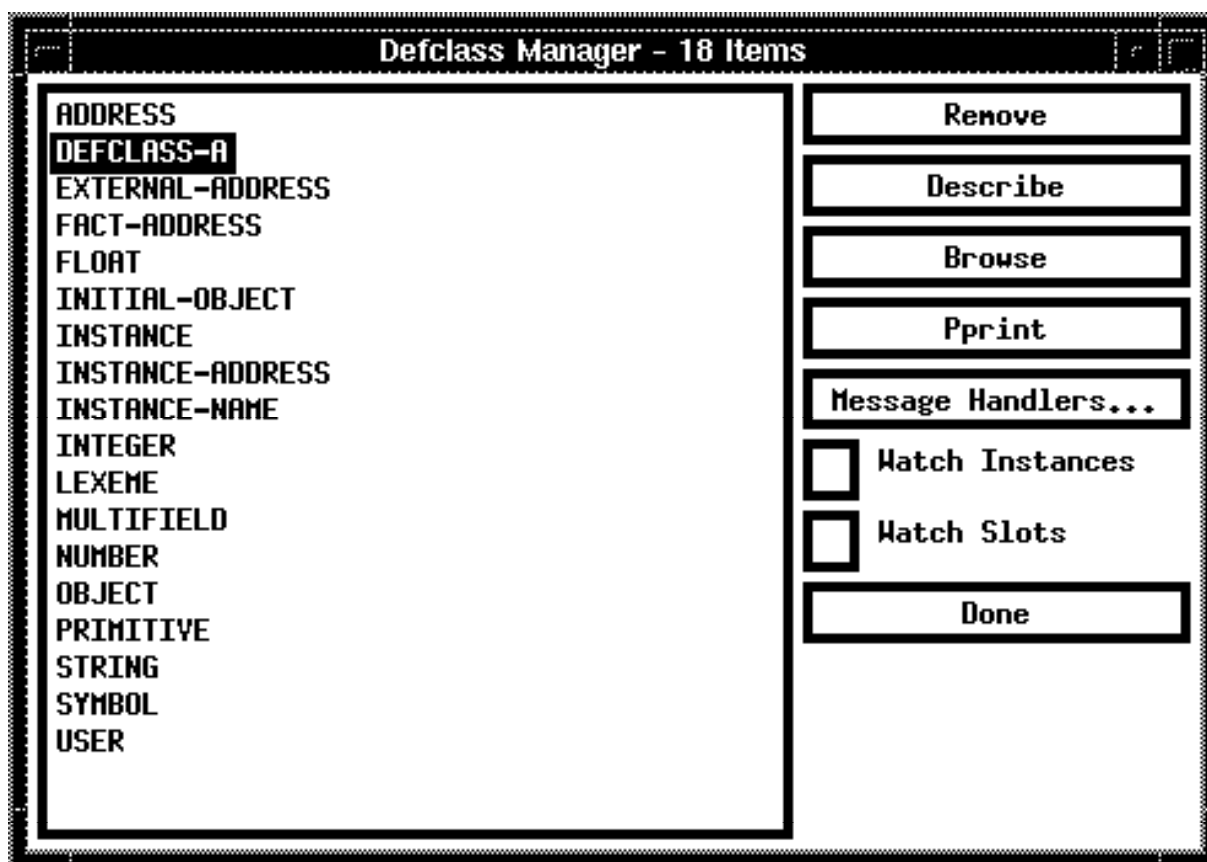 Defclass Manager - 18 Items
ADDRESS
DEFCLASS-A
EXTERNAL-ADDRESS
FACT-ADDRESS
FLOAT
INITIAL-OBJECT
INSTANCE
INSTANCE-ADDRESS
INSTANCE-NAME
INTEGER
LEXEME
MULTIFIELD
NUMBER
OBJECT
PRIMITIVE
STRING
SYMBOL
USER
Remove
Describe
Browse
Pprint
Message Handlers...
Watch Instances
Watch Slots
Done